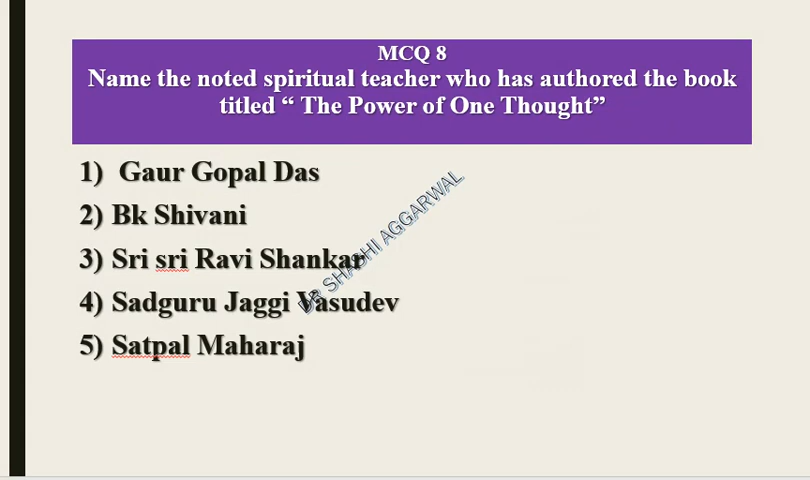 MCQ 8
Name the noted spiritual teacher who has authored the book
titled “ The Power of One Thought”
1) Gaur Gopal Das
2) Bk Shivani
3) Sri sri Ravi Shankar
4) Sadguru Jaggi Vasudev
5) Satpal Maharaj
DR SHASHI AGGARWAL